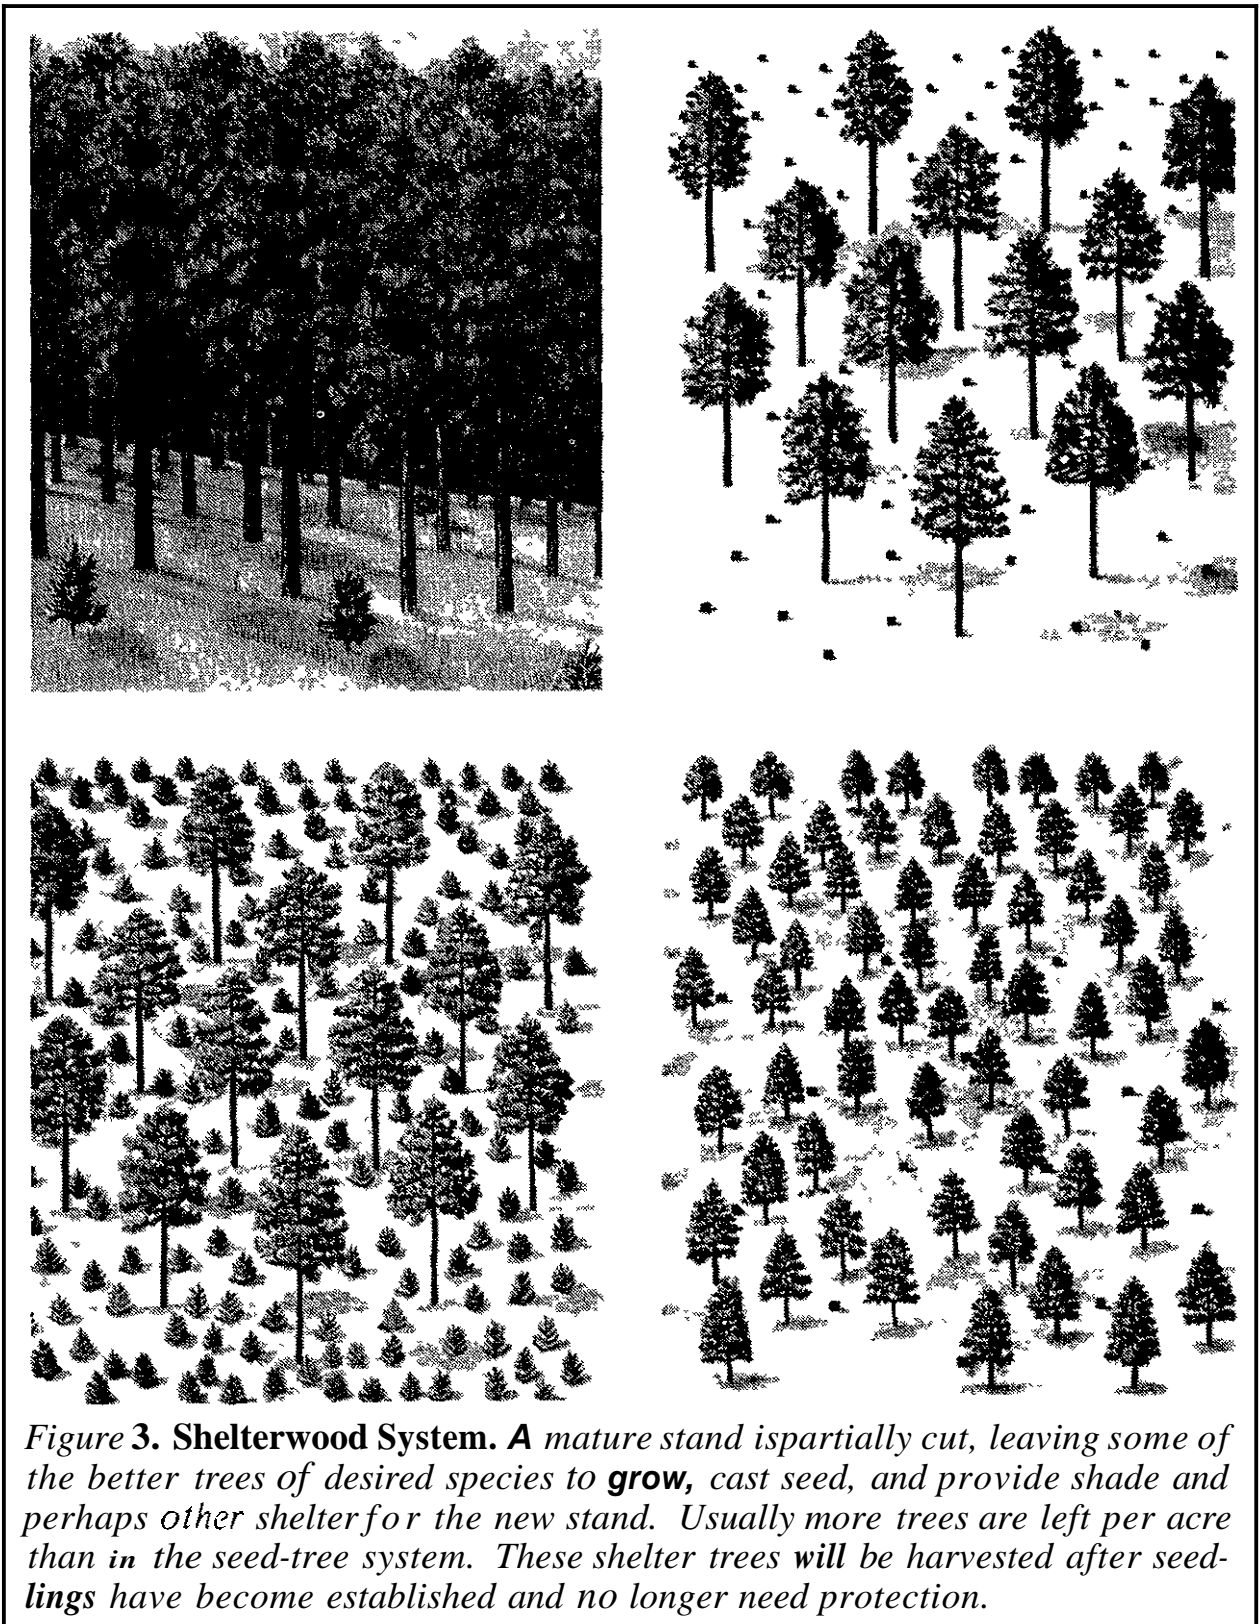 Figure 3. Shelterwood System. A mature stand ispartially cut, leaving some of
the better trees of desired species to grow, cast seed, and provide shade and
perhaps other shelter for the new stand. Usually more trees are left per acre
than in the seed-tree system. These shelter trees will be harvested after seed-
lings have become established and no longer need protection.